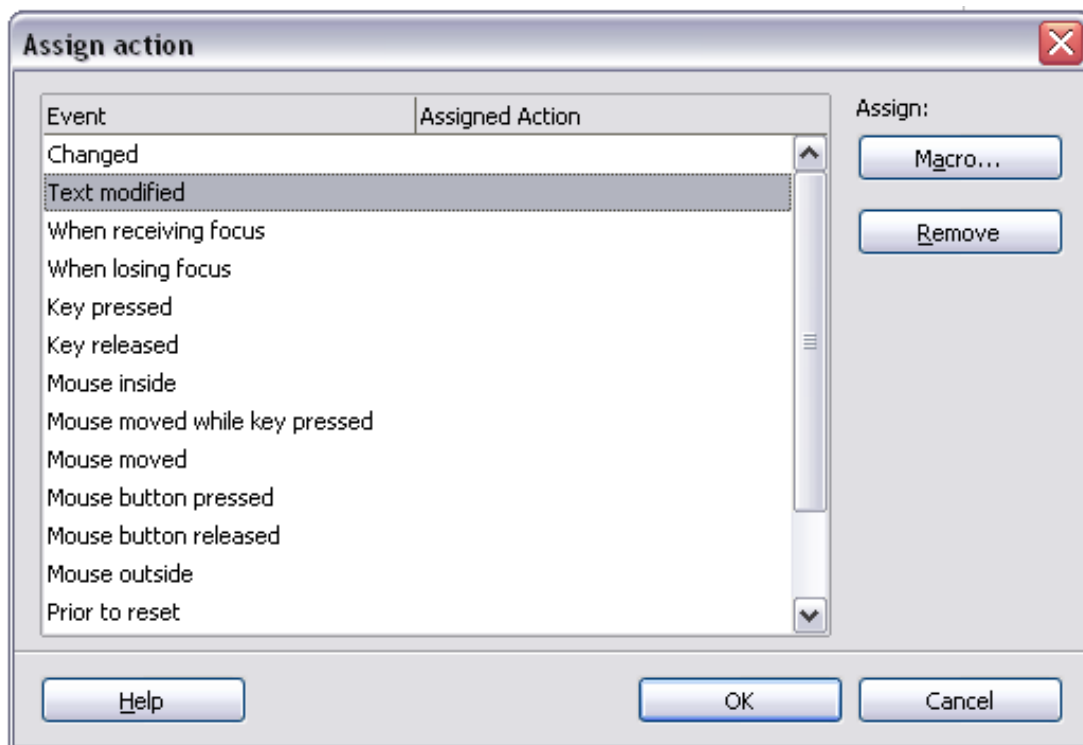 Assign action
Event Assigned Action
Changed
Text modified
When receiving focus
When losing focus
Key pressed
Key released
Mouse inside
Mouse moved while key pressed
Mouse moved
Mouse button pressed
Mouse button released
Mouse outside
Prior to reset
Assign:
Macro...
Remove
Help OK Cancel